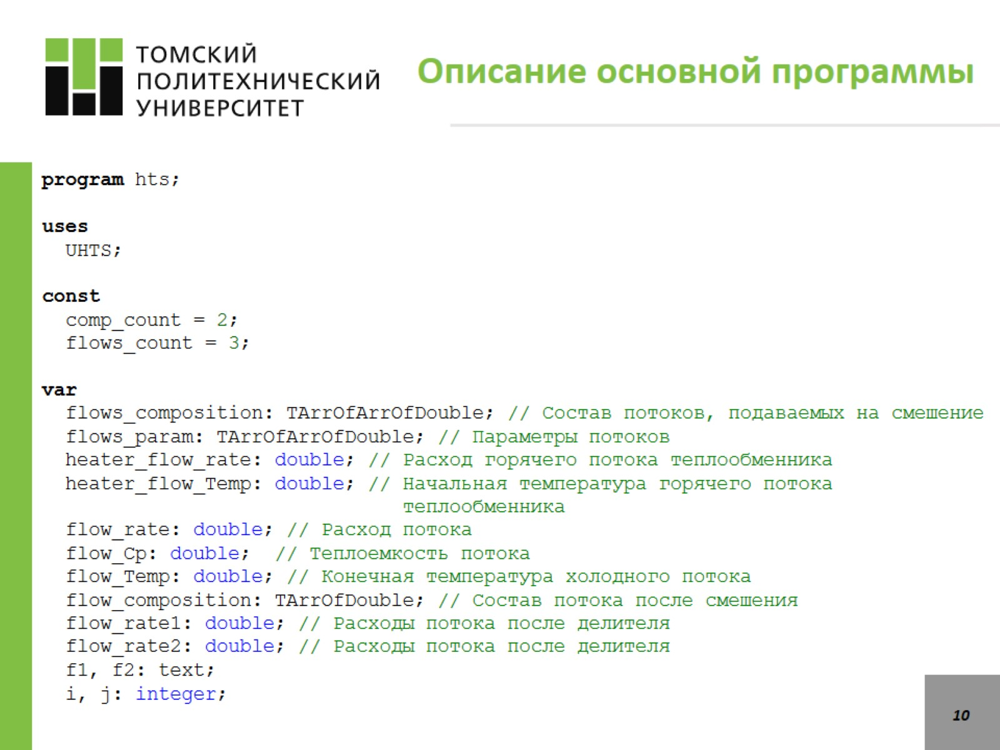 ТОМСКИЙ
ПОЛИТЕХНИЧЕСКИЙ
УНИВЕРСИТЕТ
Описание основной программы
program hts;
uses
UHTS;
const
comp_count = 2;
flows_count = 3;
var
flows_composition: TArrOfArrOfDouble; // Состав потоков, подаваемых на смешение
flows_param: TArrOfArrOfDouble; // Параметры потоков
heater_flow_rate: double; // Расход горячего потока теплообменника
heater_flow_Temp: double; // Начальная температура горячего потока
теплообменника
flow_rate: double; // Расход потока
flow_Cp: double; // Теплоемкость потока
flow_Temp: double; // Конечная температура холодного потока
flow_composition: TArrOfDouble; // Состав потока после смешения
flow_rate1: double; // Расходы потока после делителя
flow_rate2: double; // Расходы потока после делителя
f1, f2: text;
i, j: integer;
10